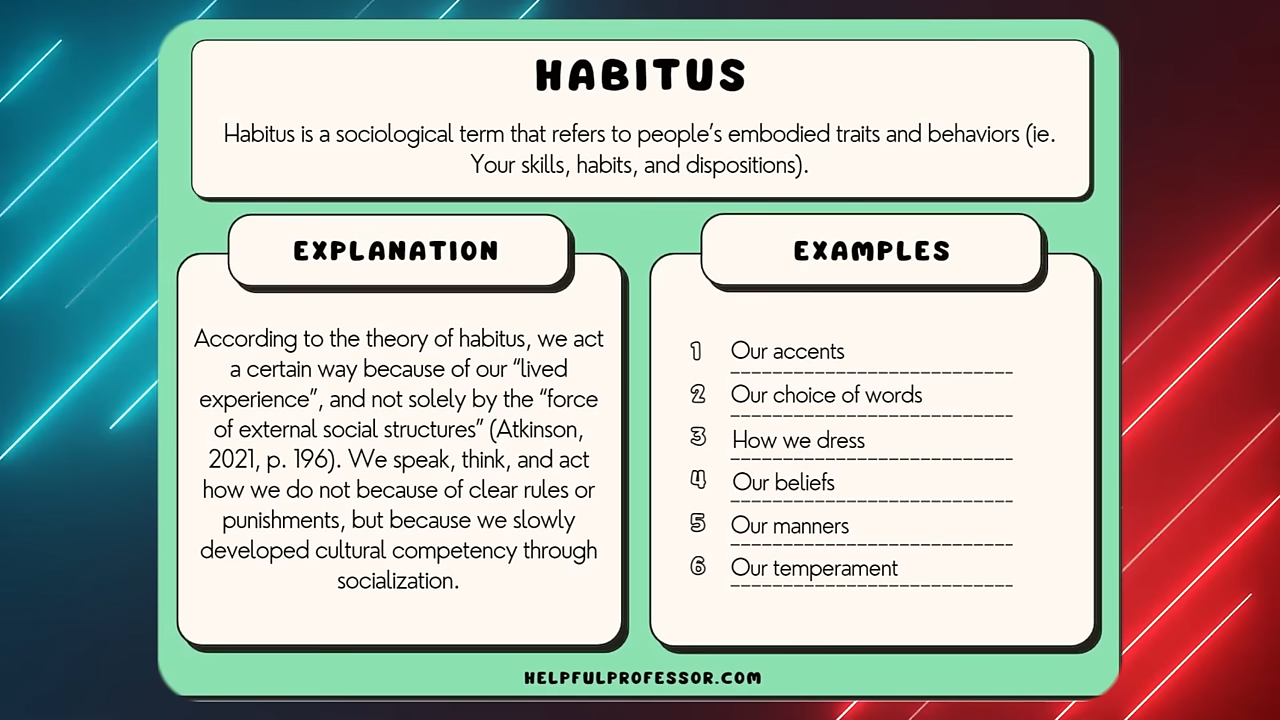 HABITUS
Habitus is a sociological term that refers to people's embodied traits and behaviors (ie.
Your skills, habits, and dispositions).
EXPLANATION
According to the theory of habitus, we act
a certain way because of our “lived
experience”, and not solely by the “force
of external social structures” (Atkinson,
2021, p. 196). We speak, think, and act
how we do not because of clear rules or
punishments, but because we slowly
developed cultural competency through
socialization.
EXAMPLES
1 Our accents
2 Our choice of words
3 How we dress
4 Our beliefs
5 Our manners
6 Our temperament
HELPFULPROFESSOR.COM